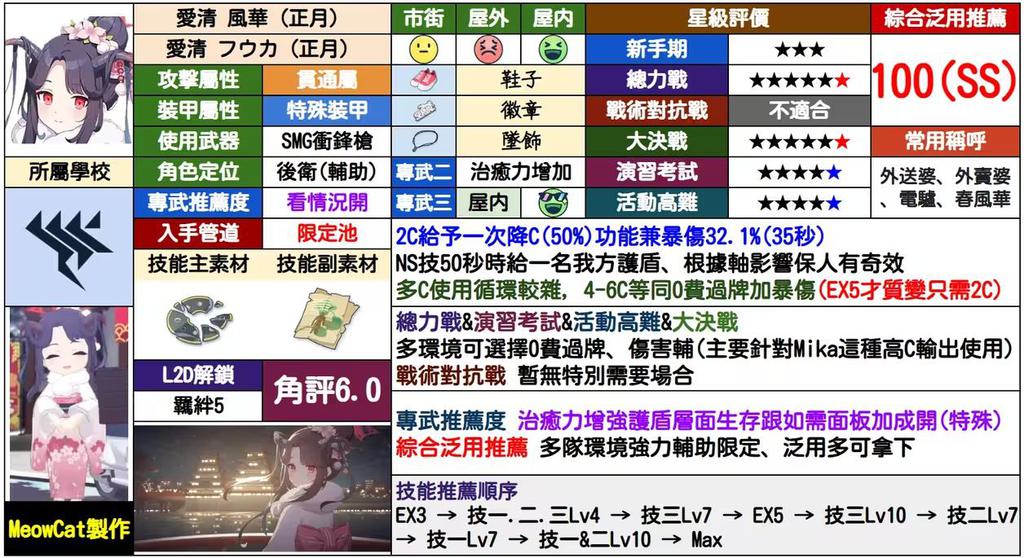 愛清 風華 (正月)
愛清 フウカ (正月)
攻擊屬性 貫通屬
裝甲屬性 特殊裝甲
使用武器 SMG衝鋒槍
角色定位 後衛(輔助)
專武推薦度 看情況開
入手管道 限定池
技能主素材 技能副素材
L2D解鎖
羈絆5
角評6.0
所屬學校
MeowCat製作
市街 屋外 屋內
鞋子
徽章
墜飾
專武二 治癒力增加
專武三 屋內
星級評價
新手期 ★★★
總力戰 ★★★★★★
戰術對抗戰 不適合
大決戰 ★★★★★★
演習考試 ★★★★★
活動高難 ★★★★★
綜合泛用推薦
100(SS)
常用稱呼
外送婆、外賣婆
、電驢、春風華
2C給予一次降C(50%)功能兼暴傷32.1%(35秒)
NS技50秒時給一名我方護盾、根據軸影響保人有奇效
多C使用循環較雜, 4-6C等同0費過牌加暴傷(EX5才質變只需2C)
總力戰&演習考試&活動高難&大決戰
多環境可選擇0費過牌、傷害輔(主要針對Mika這種高C輸出使用)
戰術對抗戰 暫無特別需要場合
專武推薦度 治癒力增強護盾層面生存跟如需面板加成開(特殊)
綜合泛用推薦 多隊環境強力輔助限定、泛用多可拿下
技能推薦順序
EX3 → 技一.二.三Lv4 → 技三Lv7 → EX5 → 技三Lv10 → 技二Lv7
→ 技一Lv7 → 技一&二Lv10 → Max